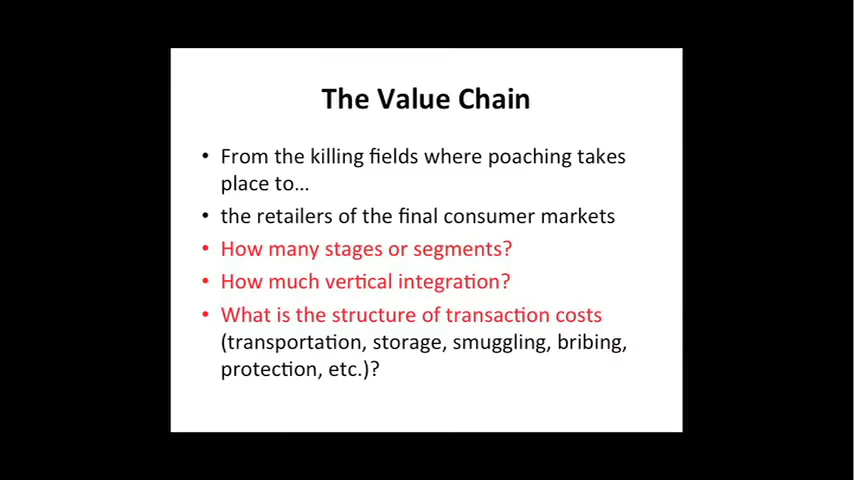 The Value Chain
• From the killing fields where poaching takes
place to...
• the retailers of the final consumer markets
• How many stages or segments?
• How much vertical integration?
• What is the structure of transaction costs
(transportation, storage, smuggling, bribing,
protection, etc.)?